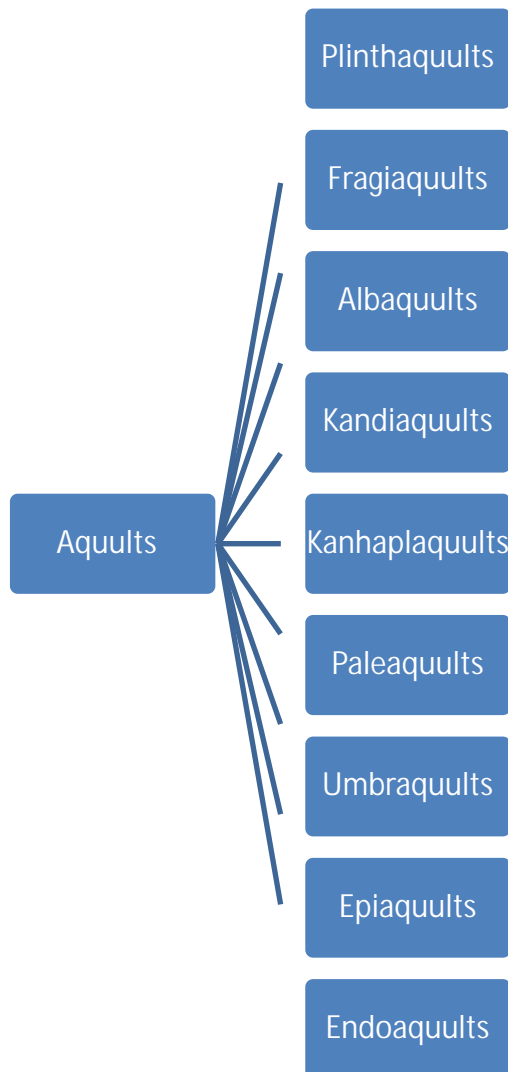 Plinthaquults
Fragiaquults
Albaquults
Kandiaquults
Aquults
Kanhaplaquults
Paleaquults
Umbraquults
Epiaquults
Endoaquults